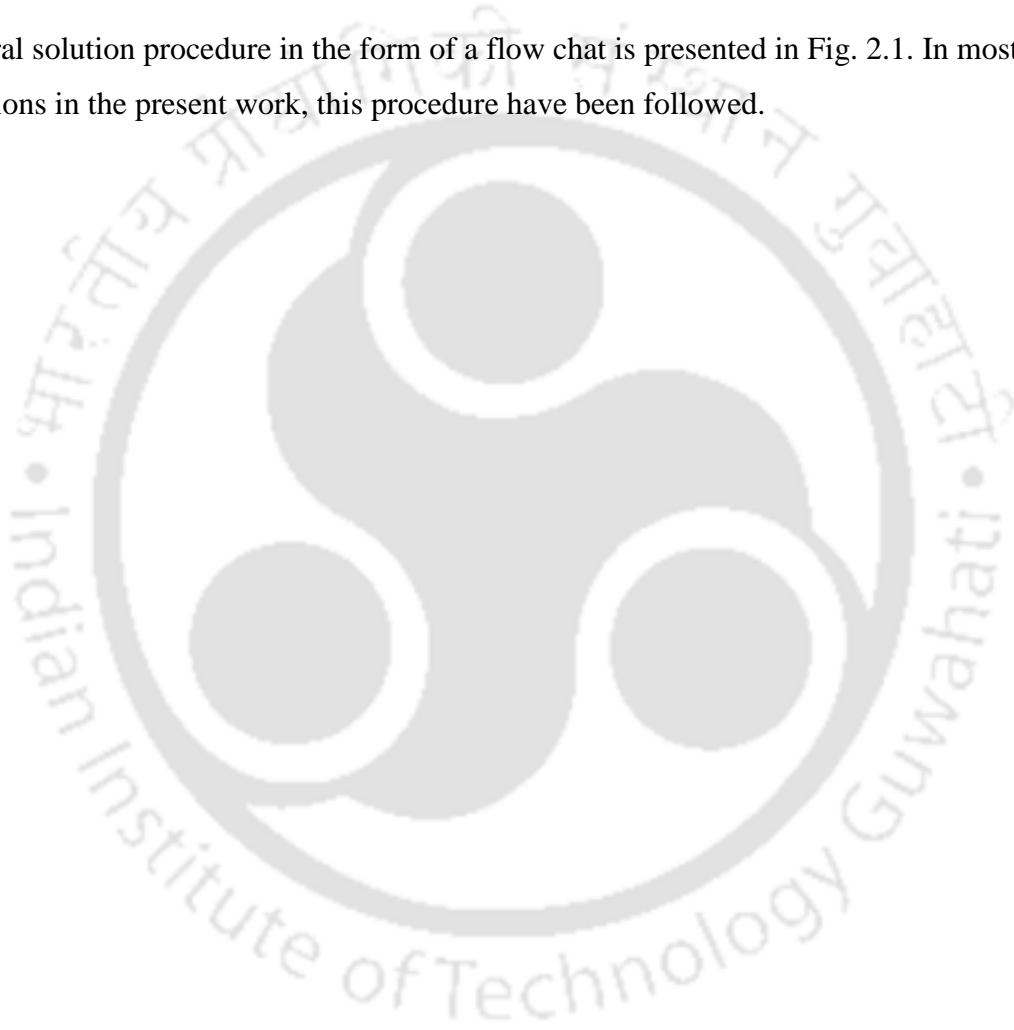 ral solution procedure in the form of a flow chat is presented in Fig. 2.1. In most
ions in the present work, this procedure have been followed.
भारतीय प्रौद्योगिकी संस्थान गुवाहाटी
• Indian Institute of Technology Guwahati •